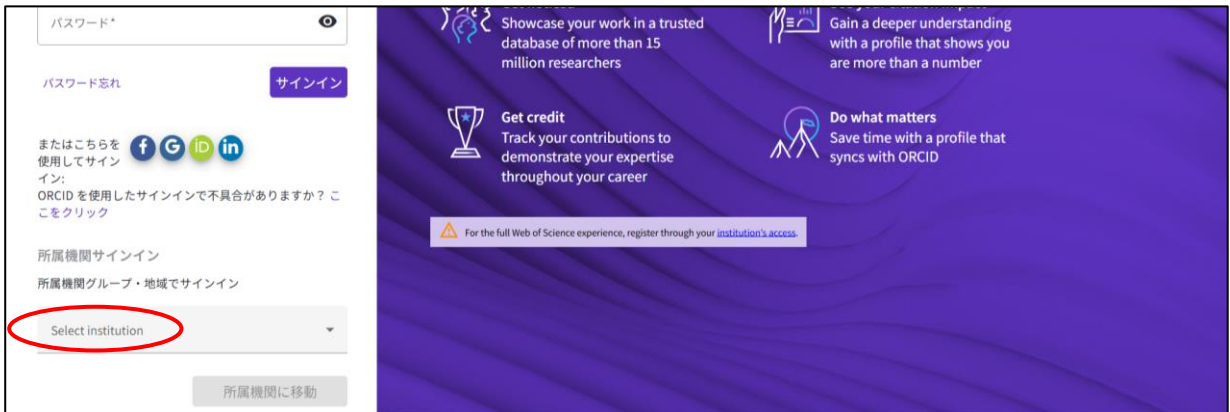 パスワード*
パスワード忘れ
サインイン
またはこちらを
使用してサイン
イン:
f G iD in
ORCID を使用したサインインで不具合がありますか？ こ
こをクリック
所属機関サインイン
所属機関グループ・地域でサインイン
Select institution
所属機関に移動
Showcase your work in a trusted
database of more than 15
million researchers
Gain a deeper understanding
with a profile that shows you
are more than a number
Get credit
Track your contributions to
demonstrate your expertise
throughout your career
Do what matters
Save time with a profile that
syncs with ORCID
For the full Web of Science experience, register through your institution's access.